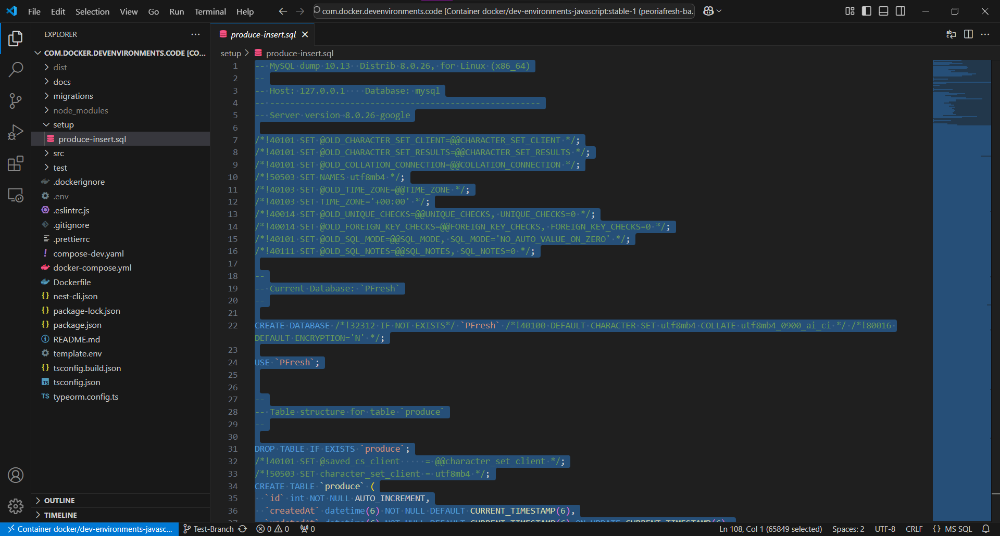 File Edit Selection View Go Run Terminal Help
com.docker.devenvironments.code [Container docker/dev-environments-javascript:stable-1 (peoriafresh-ba...
EXPLORER
COM.DOCKER.DEVENVIRONMENTS.CODE [CO...
dist
docs
migrations
node_modules
setup
produce-insert.sql
src
test
.dockerignore
.env
.eslintrc.js
.gitignore
.prettierrc
compose-dev.yaml
docker-compose.yml
Dockerfile
nest-cli.json
package-lock.json
package.json
README.md
template.env
tsconfig.build.json
tsconfig.json
TS typeorm.config.ts
OUTLINE
TIMELINE
produce-insert.sql
setup > produce-insert.sql
1 -- MySQL dump 10.13  Distrib 8.0.26, for Linux (x86_64)
2 --
3 -- Host: 127.0.0.1    Database: mysql
4 -- ------------------------------------------------------
5 -- Server version 8.0.26-google
6
7 /*!40101 SET @OLD_CHARACTER_SET_CLIENT=@@CHARACTER_SET_CLIENT */;
8 /*!40101 SET @OLD_CHARACTER_SET_RESULTS=@@CHARACTER_SET_RESULTS */;
9 /*!40101 SET @OLD_COLLATION_CONNECTION=@@COLLATION_CONNECTION */;
10 /*!50503 SET NAMES utf8mb4 */;
11 /*!40103 SET @OLD_TIME_ZONE=@@TIME_ZONE */;
12 /*!40103 SET TIME_ZONE='+00:00' */;
13 /*!40014 SET @OLD_UNIQUE_CHECKS=@@UNIQUE_CHECKS, UNIQUE_CHECKS=0 */;
14 /*!40014 SET @OLD_FOREIGN_KEY_CHECKS=@@FOREIGN_KEY_CHECKS, FOREIGN_KEY_CHECKS=0 */;
15 /*!40101 SET @OLD_SQL_MODE=@@SQL_MODE, SQL_MODE='NO_AUTO_VALUE_ON_ZERO' */;
16 /*!40111 SET @OLD_SQL_NOTES=@@SQL_NOTES, SQL_NOTES=0 */;
17
18 --
19 -- Current Database: `PFresh`
20 --
21
22 CREATE DATABASE /*!32312 IF NOT EXISTS*/ `PFresh` /*!40100 DEFAULT CHARACTER SET utf8mb4 COLLATE utf8mb4_0900_ai_ci */ /*!80016
DEFAULT ENCRYPTION='N' */;
23
24 USE `PFresh`;
25
26
27 --
28 -- Table structure for table `produce`
29 --
30
31 DROP TABLE IF EXISTS `produce`;
32 /*!40101 SET @saved_cs_client     = @@character_set_client */;
33 /*!50503 SET character_set_client = utf8mb4 */;
34 CREATE TABLE `produce` (
35   `id` int NOT NULL AUTO_INCREMENT,
36   `createdAt` datetime(6) NOT NULL DEFAULT CURRENT_TIMESTAMP(6),
37   `updatedAt` datetime(6) NOT NULL DEFAULT CURRENT_TIMESTAMP(6) ON UPDATE CURRENT_TIMESTAMP(6),
Container docker/dev-environments-javasc... Test-Branch 0 0 0 Ln 108, Col 1 (65849 selected) Spaces: 2 UTF-8 CRLF {} MS SQL